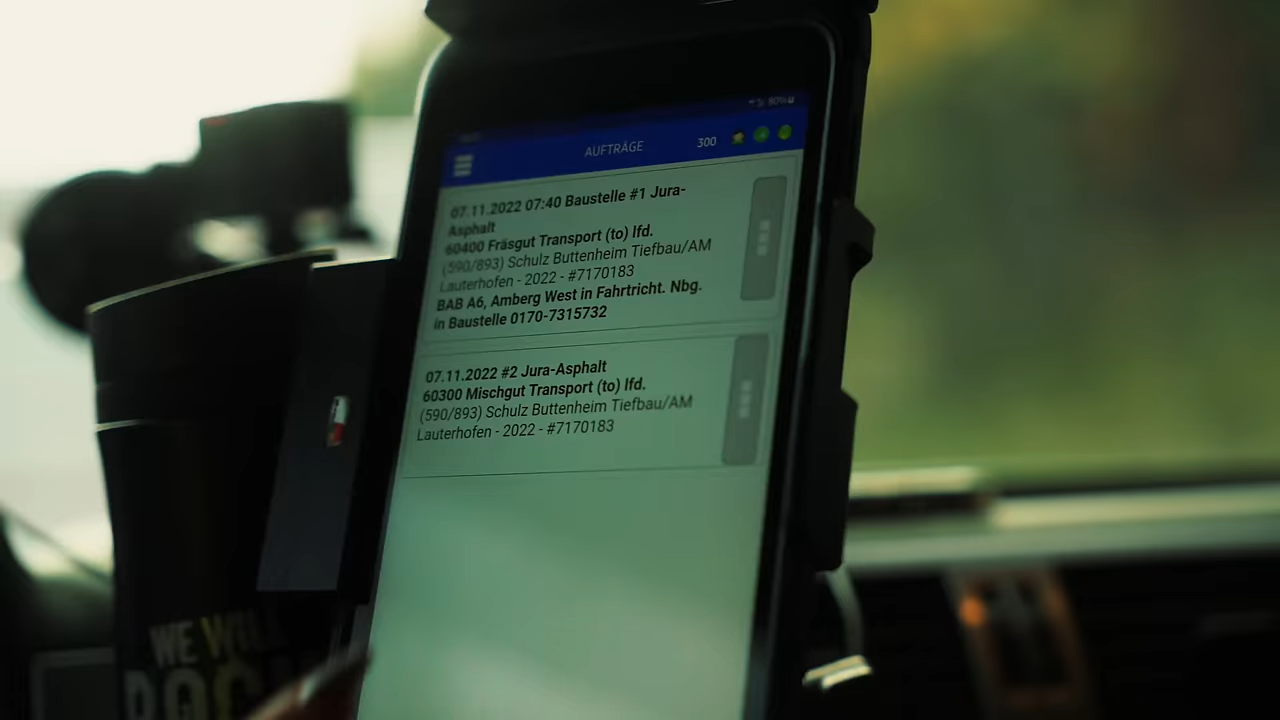 80%
AUFTRÄGE 300
07.11.2022 07:40 Baustelle #1 Jura-
Asphalt
60400 Fräsgut Transport (to) lfd.
(590/893) Schulz Buttenheim Tiefbau/AM
Lauterhofen - 2022 - #7170183
BAB A6, Amberg West in Fahrtricht. Nbg.
in Baustelle 0170-7315732
07.11.2022 #2 Jura-Asphalt
60300 Mischgut Transport (to) lfd.
(590/893) Schulz Buttenheim Tiefbau/AM
Lauterhofen - 2022 - #7170183
WE WILL